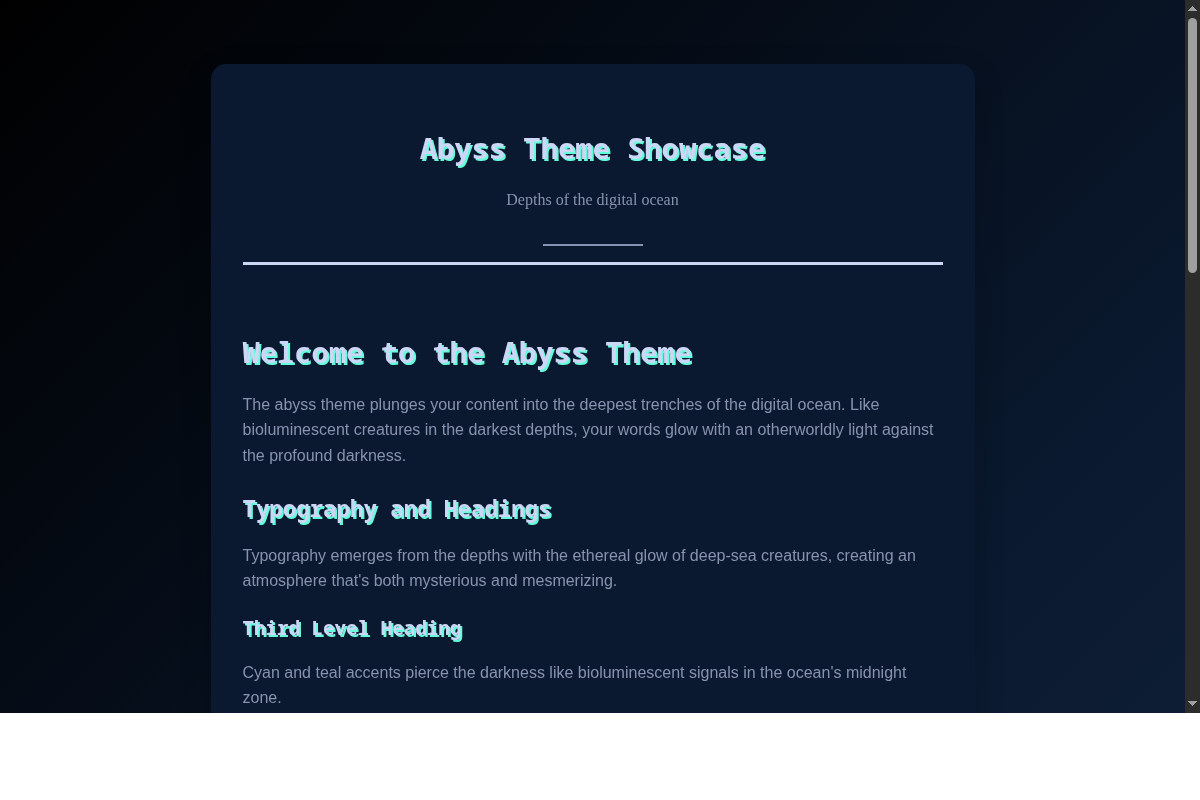 Abyss Theme Showcase
Depths of the digital ocean
Welcome to the Abyss Theme
The abyss theme plunges your content into the deepest trenches of the digital ocean. Like
bioluminescent creatures in the darkest depths, your words glow with an otherworldly light against
the profound darkness.
Typography and Headings
Typography emerges from the depths with the ethereal glow of deep-sea creatures, creating an
atmosphere that's both mysterious and mesmerizing.
Third Level Heading
Cyan and teal accents pierce the darkness like bioluminescent signals in the ocean's midnight
zone.